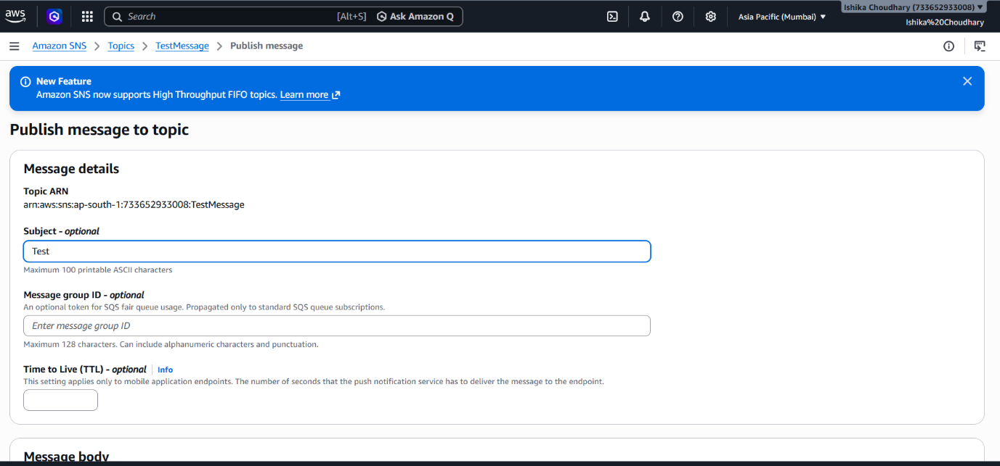 aws
Search [Alt+S] Ask Amazon Q Asia Pacific (Mumbai) ▼ Ishika Choudhary (733652933008) ▼
Ishika%20Choudhary
Amazon SNS > Topics > TestMessage > Publish message
New Feature
Amazon SNS now supports High Throughput FIFO topics. Learn more
Publish message to topic
Message details
Topic ARN
arn:aws:sns:ap-south-1:733652933008:TestMessage
Subject - optional
Test
Maximum 100 printable ASCII characters
Message group ID - optional
An optional token for SQS fair queue usage. Propagated only to standard SQS queue subscriptions.
Enter message group ID
Maximum 128 characters. Can include alphanumeric characters and punctuation.
Time to Live (TTL) - optional | Info
This setting applies only to mobile application endpoints. The number of seconds that the push notification service has to deliver the message to the endpoint.
Message body